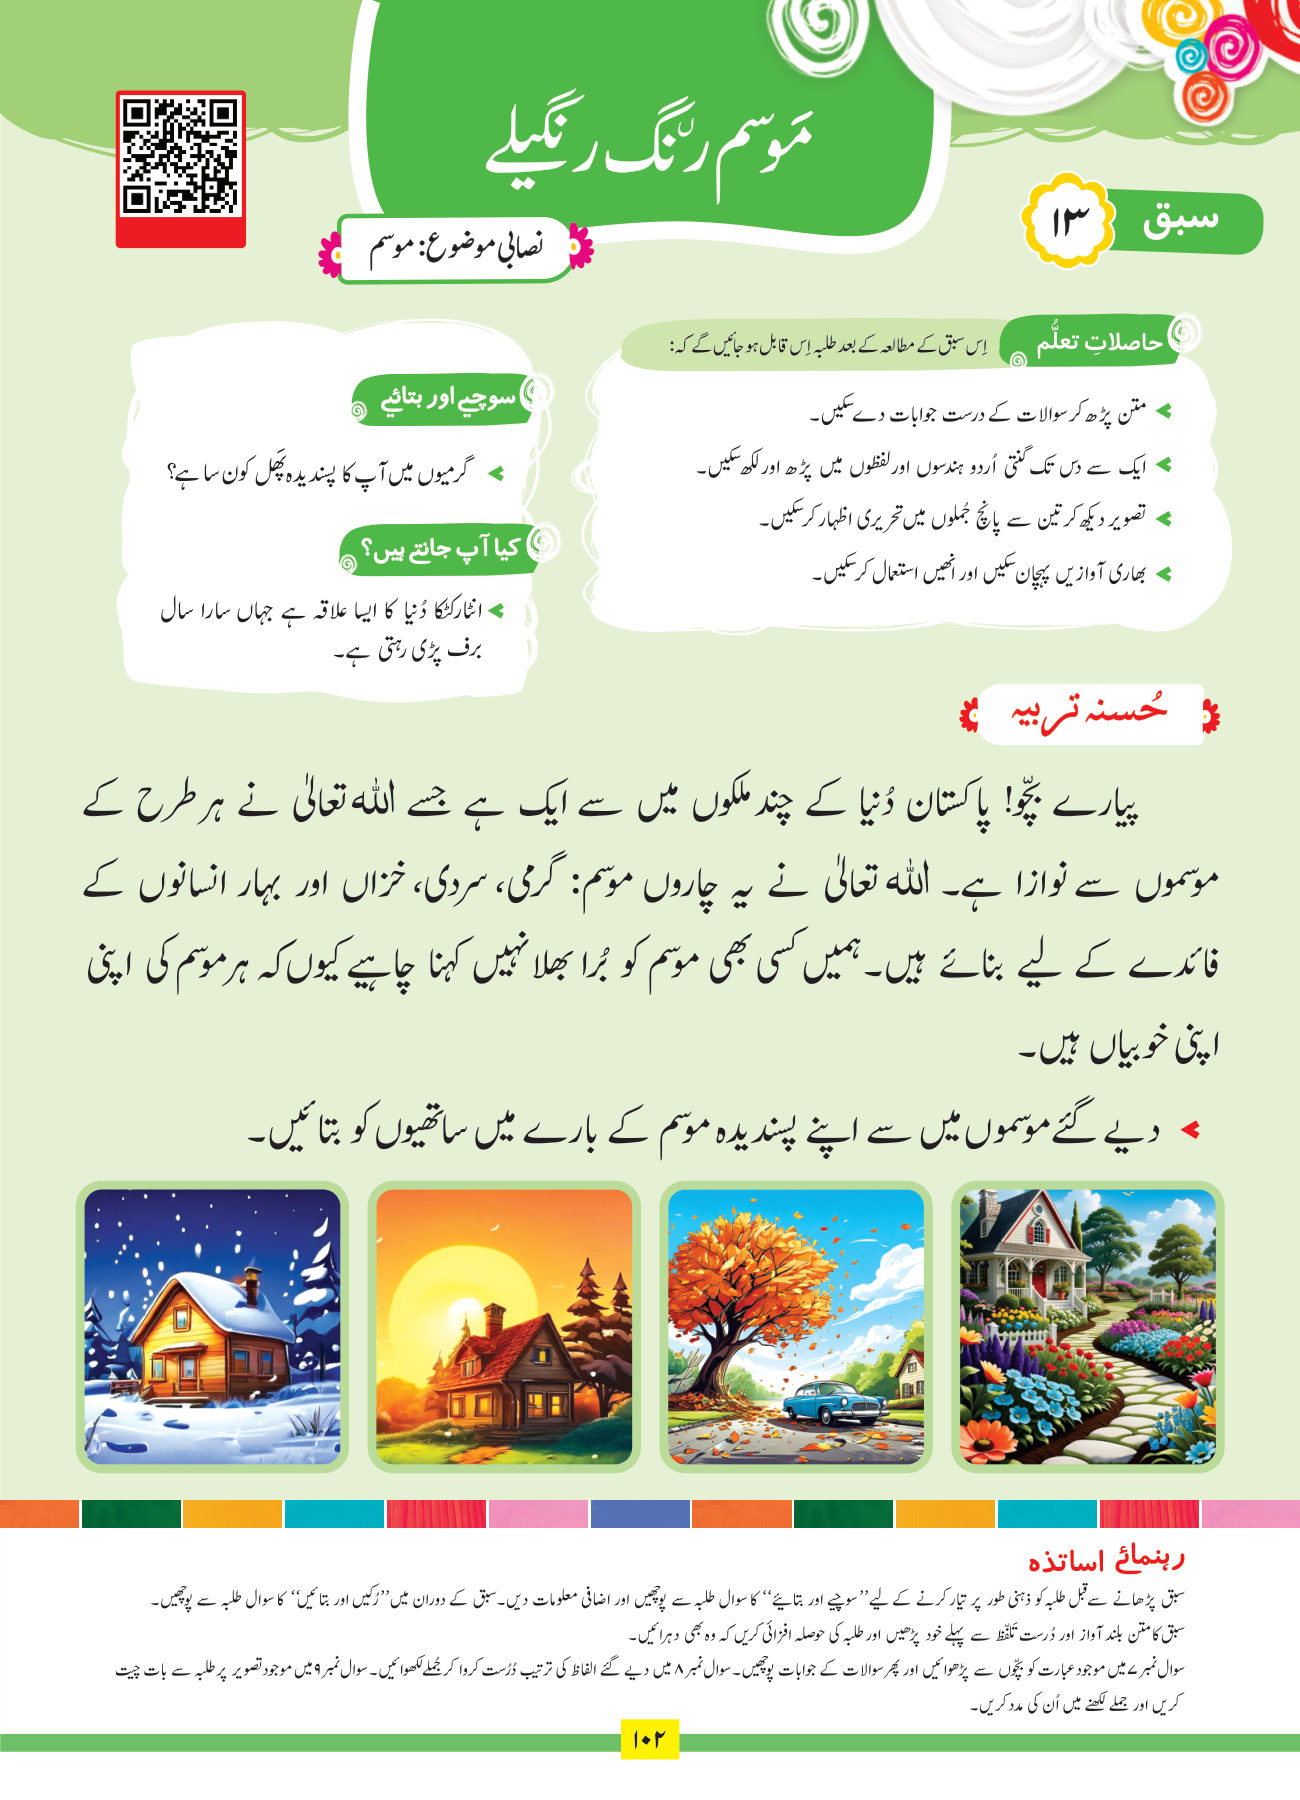 مَوسم رنگ رنگیلے
سبق
۱۳
نصابی موضوع: موسم
حاصلاتِ تعلُّم
اِس سبق کے مطالعہ کے بعد طلبہ اِس قابل ہو جائیں گے کہ:
متن پڑھ کر سوالات کے درست جوابات دے سکیں۔
ایک سے دس تک گنتی اُردو ہندسوں اور لفظوں میں پڑھ اور لکھ سکیں۔
تصویر دیکھ کر تین سے پانچ جُملوں میں تحریری اظہار کر سکیں۔
بھاری آوازیں پہچان سکیں اور انھیں استعمال کر سکیں۔
سوچیے اور بتائیے
گرمیوں میں آپ کا پسندیدہ پَھل کون سا ہے؟
کیا آپ جانتے ہیں؟
انٹارکٹکا دُنیا کا ایسا علاقہ ہے جہاں سارا سال
برف پڑی رہتی ہے۔
حُسنہ تربیہ
پیارے بچّو! پاکستان دُنیا کے چند ملکوں میں سے ایک ہے جسے اللہ تعالیٰ نے ہر طرح کے
موسموں سے نوازا ہے۔ اللہ تعالیٰ نے یہ چاروں موسم: گرمی، سردی، خزاں اور بہار انسانوں کے
فائدے کے لیے بنائے ہیں۔ ہمیں کسی بھی موسم کو بُرا بھلا نہیں کہنا چاہیے کیوں کہ ہر موسم کی اپنی
اپنی خوبیاں ہیں۔
دیے گئے موسموں میں سے اپنے پسندیدہ موسم کے بارے میں ساتھیوں کو بتائیں۔
رہنمائے اساتذہ
سبق پڑھانے سے قبل طلبہ کو ذہنی طور پر تیار کرنے کے لیے ”سوچیے اور بتایئے“ کا سوال طلبہ سے پوچھیں اور اضافی معلومات دیں۔ سبق کے دوران میں ”رُکیں اور بتائیں“ کا سوال طلبہ سے پوچھیں۔
سبق کا متن بلند آواز اور دُرست تلفّظ سے پہلے خود پڑھیں اور طلبہ کی حوصلہ افزائی کریں کہ وہ بھی دہرائیں۔
سوال نمبر ۷ میں موجود عبارت کو بچّوں سے پڑھوائیں اور پھر سوالات کے جوابات پوچھیں۔ سوال نمبر ۸ میں دیے گئے الفاظ کی ترتیب دُرُست کروا کر جُملے لکھوائیں۔ سوال نمبر ۹ میں موجود تصویر پر طلبہ سے بات چیت
کریں اور جملے لکھنے میں اُن کی مدد کریں۔
۱۰۲